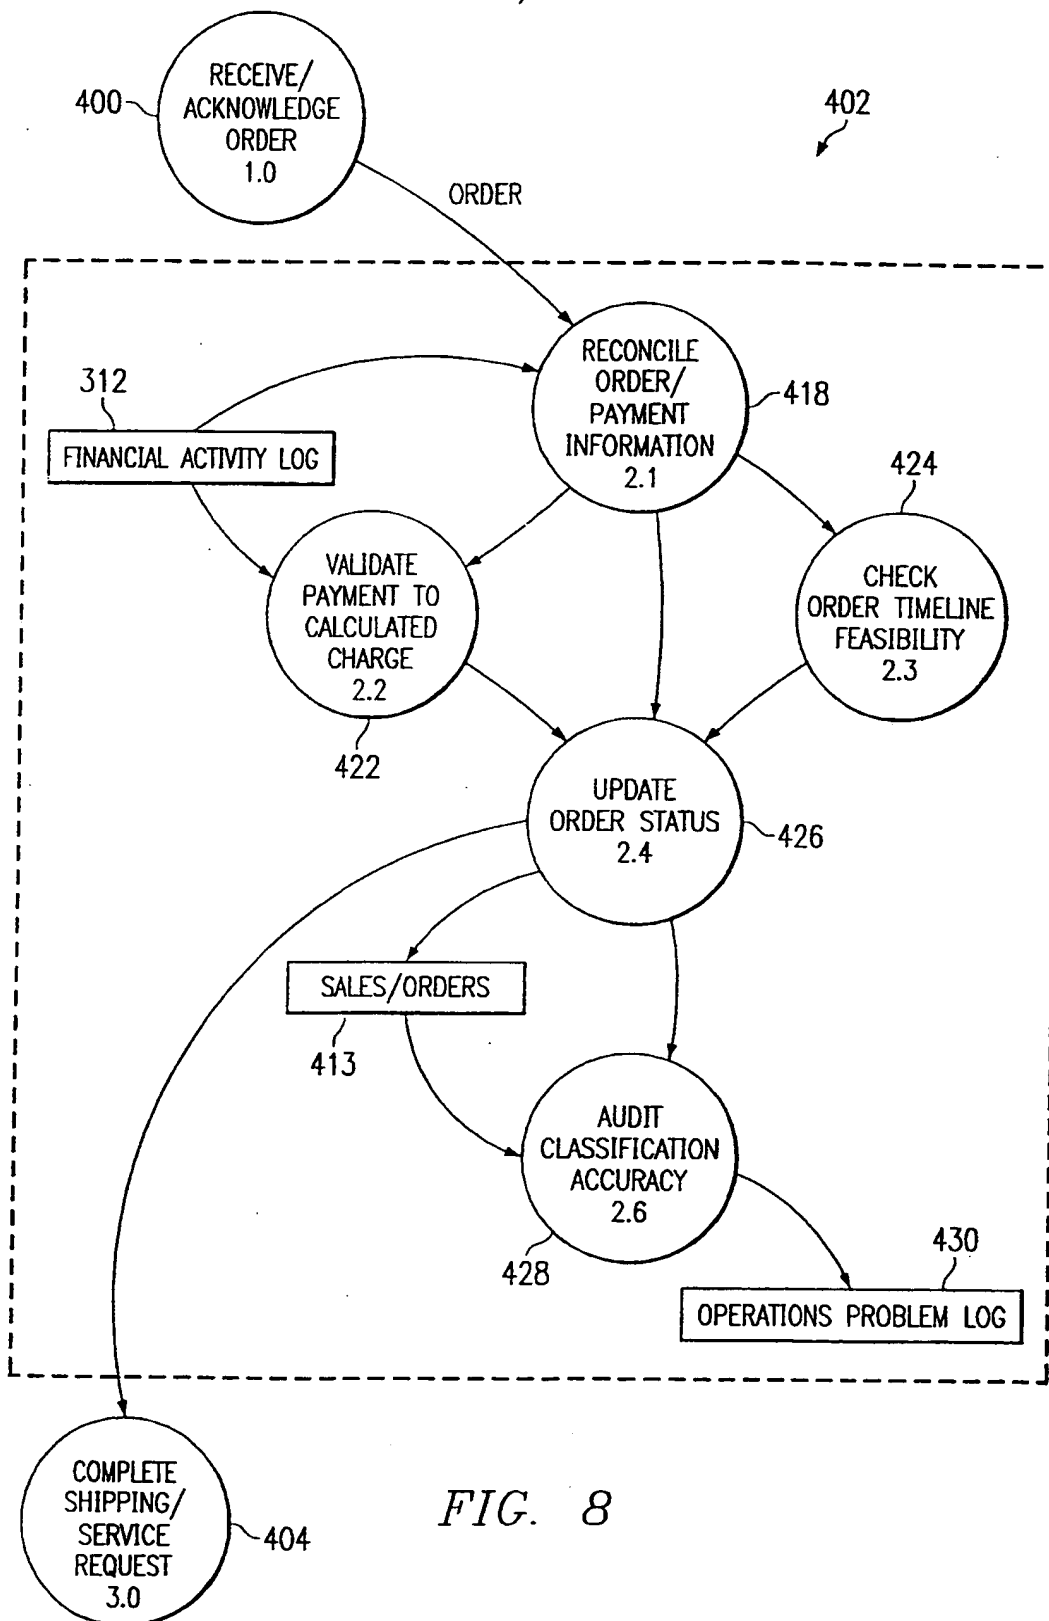 RECEIVE/
ACKNOWLEDGE
ORDER
1.0
400
402
ORDER
RECONCILE
ORDER/
PAYMENT
INFORMATION
2.1
418
312
FINANCIAL ACTIVITY LOG
424
VALIDATE
PAYMENT TO
CALCULATED
CHARGE
2.2
422
CHECK
ORDER TIMELINE
FEASIBILITY
2.3
UPDATE
ORDER STATUS
2.4
426
SALES/ORDERS
413
AUDIT
CLASSIFICATION
ACCURACY
2.6
428
430
OPERATIONS PROBLEM LOG
COMPLETE
SHIPPING/
SERVICE
REQUEST
3.0
404
FIG. 8